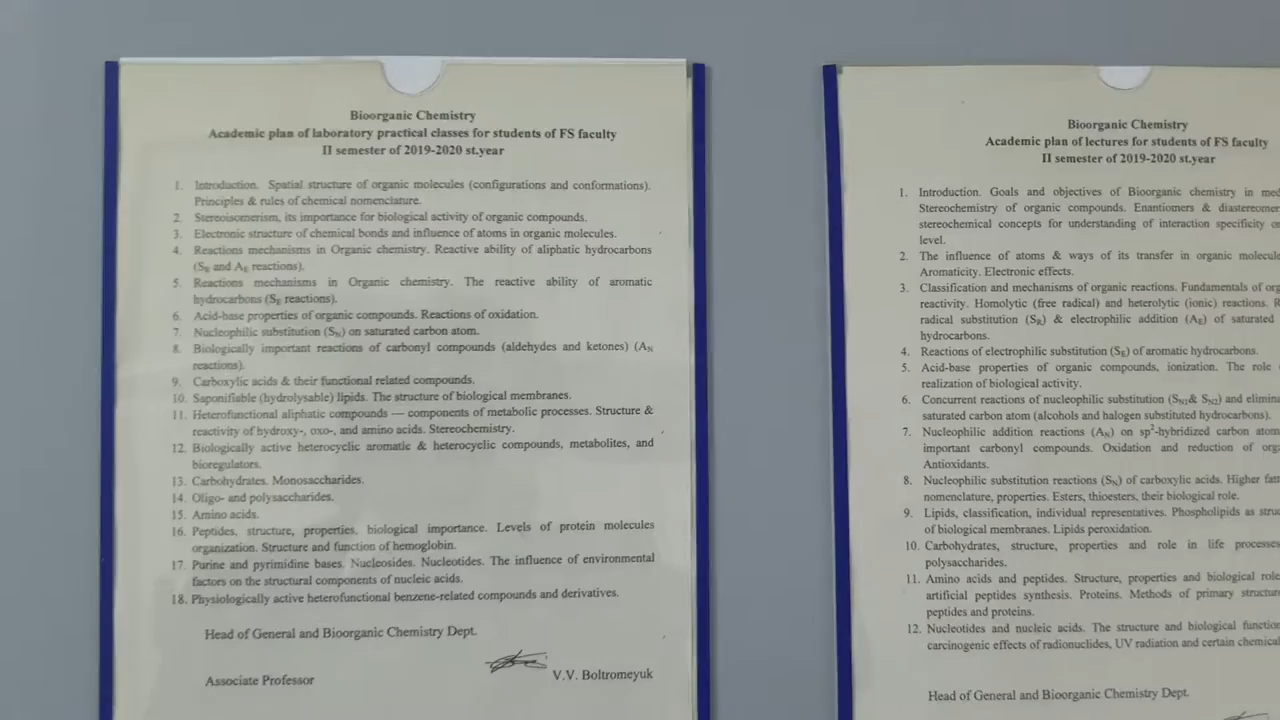 Bioorganic Chemistry
Academic plan of laboratory practical classes for students of FS faculty
II semester of 2019-2020 st.year
1. Introduction. Spatial structure of organic molecules (configurations and conformations).
Principles & rules of chemical nomenclature.
2. Stereoisomerism, its importance for biological activity of organic compounds.
3. Electronic structure of chemical bonds and influence of atoms in organic molecules.
4. Reactions mechanisms in Organic chemistry. Reactive ability of aliphatic hydrocarbons
(SR and AE reactions).
5. Reactions mechanisms in Organic chemistry. The reactive ability of aromatic
hydrocarbons (SE reactions).
6. Acid-base properties of organic compounds. Reactions of oxidation.
7. Nucleophilic substitution (SN) on saturated carbon atom.
8. Biologically important reactions of carbonyl compounds (aldehydes and ketones) (AN
reactions).
9. Carboxylic acids & their functional related compounds.
10. Saponifiable (hydrolysable) lipids. The structure of biological membranes.
11. Heterofunctional aliphatic compounds — components of metabolic processes. Structure &
reactivity of hydroxy-, oxo-, and amino acids. Stereochemistry.
12. Biologically active heterocyclic aromatic & heterocyclic compounds, metabolites, and
bioregulators.
13. Carbohydrates. Monosaccharides.
14. Oligo- and polysaccharides.
15. Amino acids.
16. Peptides, structure, properties, biological importance. Levels of protein molecules
organization. Structure and function of hemoglobin.
17. Purine and pyrimidine bases. Nucleosides. Nucleotides. The influence of environmental
factors on the structural components of nucleic acids.
18. Physiologically active heterofunctional benzene-related compounds and derivatives.
Head of General and Bioorganic Chemistry Dept.
Associate Professor V.V. Boltromeyuk
Bioorganic Chemistry
Academic plan of lectures for students of FS faculty
II semester of 2019-2020 st.year
1. Introduction. Goals and objectives of Bioorganic chemistry in med
Stereochemistry of organic compounds. Enantiomers & diastereomer
stereochemical concepts for understanding of interaction specificity
level.
2. The influence of atoms & ways of its transfer in organic molecule
Aromaticity. Electronic effects.
3. Classification and mechanisms of organic reactions. Fundamentals of org
reactivity. Homolytic (free radical) and heterolytic (ionic) reactions.
radical substitution (SR) & electrophilic addition (AE) of saturated
hydrocarbons.
4. Reactions of electrophilic substitution (SE) of aromatic hydrocarbons.
5. Acid-base properties of organic compounds, ionization. The role
realization of biological activity.
6. Concurrent reactions of nucleophilic substitution (SN1& SN2) and elimina
saturated carbon atom (alcohols and halogen substituted hydrocarbons).
7. Nucleophilic addition reactions (AN) on sp²-hybridized carbon atom
important carbonyl compounds. Oxidation and reduction of org
Antioxidants.
8. Nucleophilic substitution reactions (SN) of carboxylic acids. Higher fat
nomenclature, properties. Esters, thioesters, their biological role.
9. Lipids, classification, individual representatives. Phospholipids as struc
of biological membranes. Lipids peroxidation.
10. Carbohydrates, structure, properties and role in life processes
polysaccharides.
11. Amino acids and peptides. Structure, properties and biological role
artificial peptides synthesis. Proteins. Methods of primary structur
peptides and proteins.
12. Nucleotides and nucleic acids. The structure and biological function
carcinogenic effects of radionuclides, UV radiation and certain chemical
Head of General and Bioorganic Chemistry Dept.